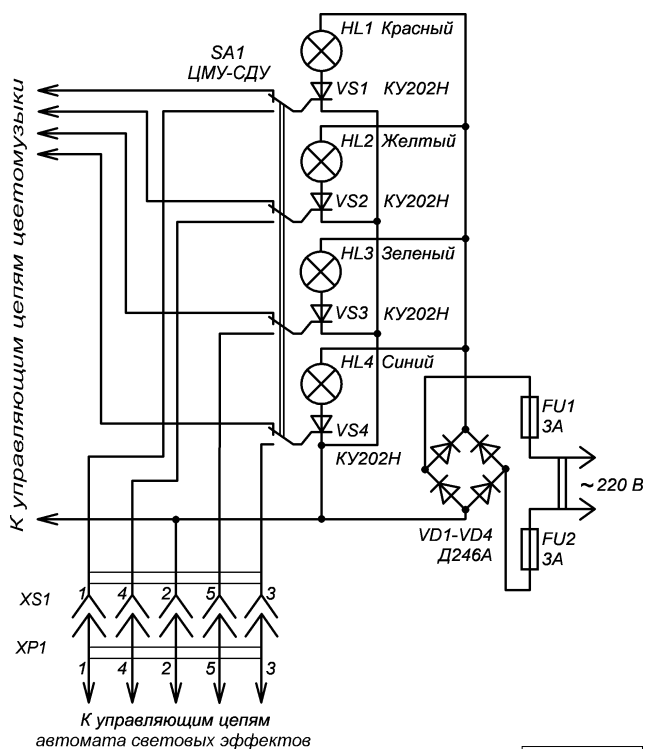 HL1 Красный
SA1
ЦМУ-СДУ
VS1 КУ202Н
HL2 Желтый
VS2 КУ202Н
HL3 Зеленый
VS3 КУ202Н
HL4 Синий
VS4
КУ202Н
К управляющим цепям цветомузыки
FU1
3А
~220 В
FU2
3А
VD1-VD4
Д246А
XS1
1 4 2 5 3
XP1
1 4 2 5 3
К управляющим цепям
автомата световых эффектов